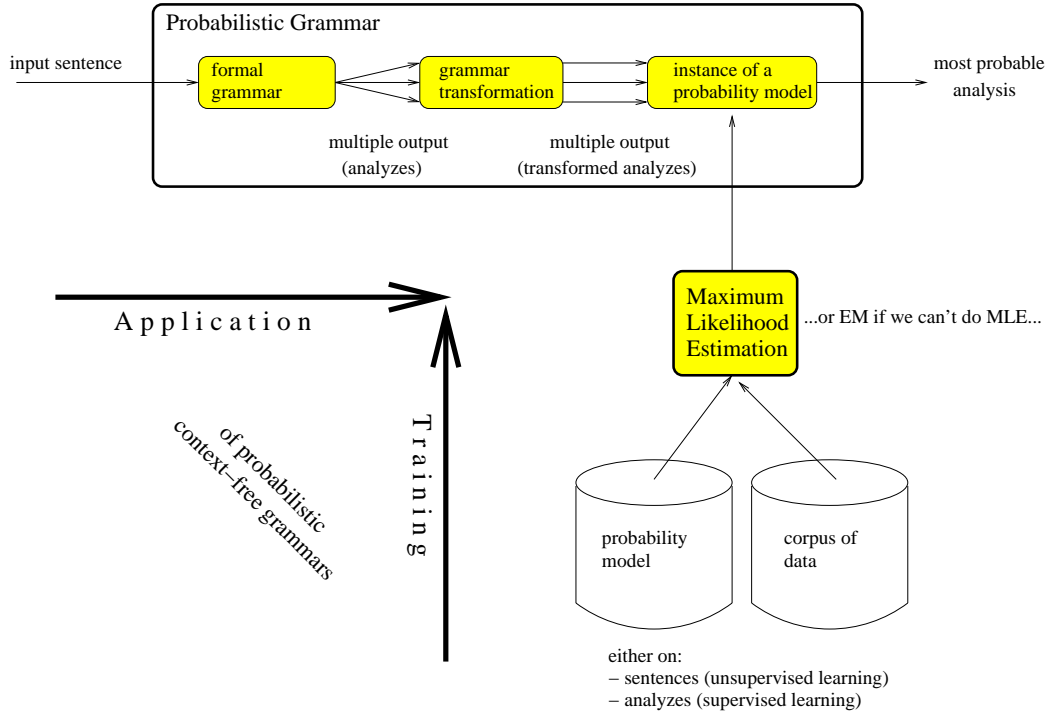 Probabilistic Grammar
input sentence
formal
grammar
grammar
transformation
instance of a
probability model
most probable
analysis
multiple output
(analyzes)
multiple output
(transformed analyzes)
Application
Training
of probabilistic
context-free grammars
Maximum
Likelihood
Estimation
...or EM if we can't do MLE...
probability
model
corpus of
data
either on:
– sentences (unsupervised learning)
– analyzes (supervised learning)